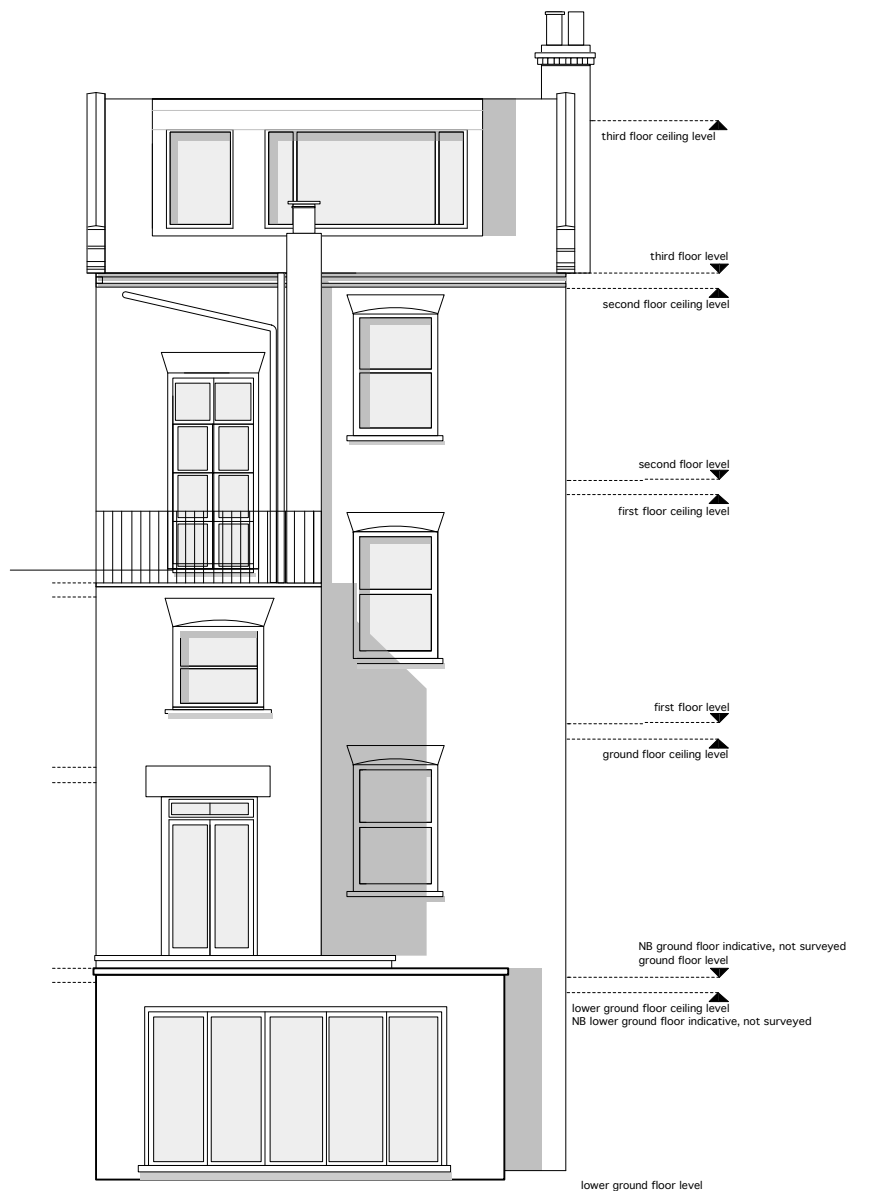 third floor ceiling level
third floor level
second floor ceiling level
second floor level
first floor ceiling level
first floor level
ground floor ceiling level
NB ground floor indicative, not surveyed
ground floor level
lower ground floor ceiling level
NB lower ground floor indicative, not surveyed
lower ground floor level